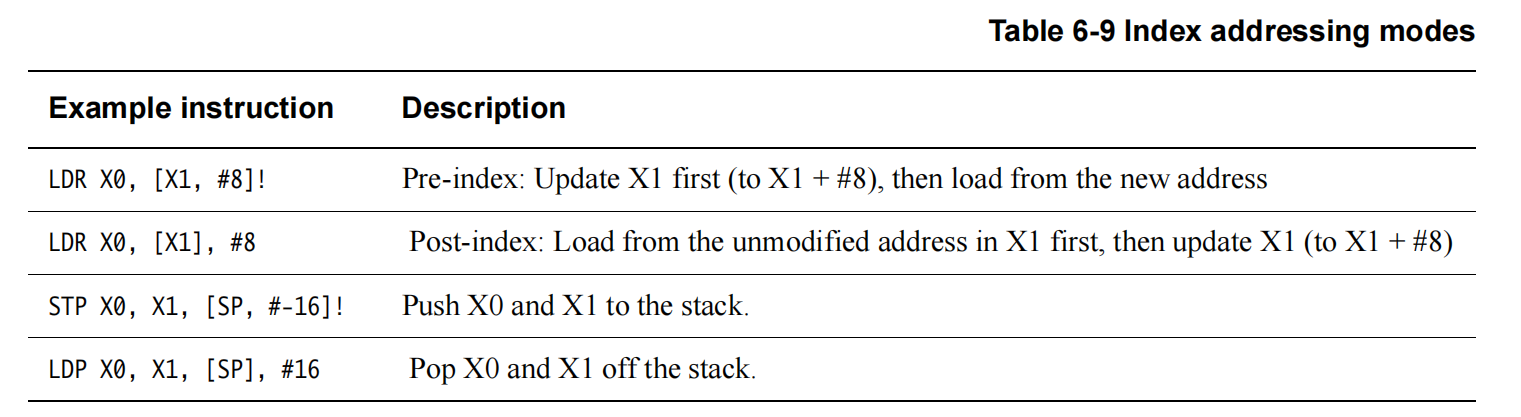 Table 6-9 Index addressing modes
Example instruction Description
LDR X0, [X1, #8]! Pre-index: Update X1 first (to X1 + #8), then load from the new address
LDR X0, [X1], #8 Post-index: Load from the unmodified address in X1 first, then update X1 (to X1 + #8)
STP X0, X1, [SP, #-16]! Push X0 and X1 to the stack.
LDP X0, X1, [SP], #16 Pop X0 and X1 off the stack.